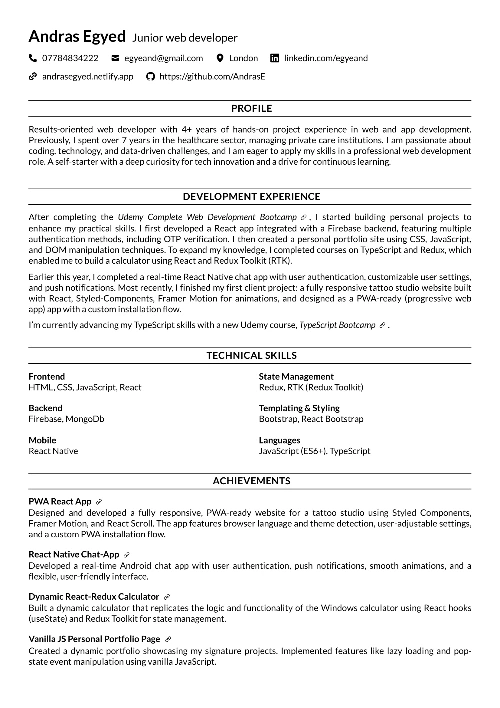 Andras Egyed Junior web developer
07784834222 egyeand@gmail.com London linkedin.com/egyeand
andrasegyed.netlify.app https://github.com/AndrasE
PROFILE
Results-oriented web developer with 4+ years of hands-on project experience in web and app development.
Previously, I spent over 7 years in the healthcare sector, managing private care institutions. I am passionate about
coding, technology, and data-driven challenges, and I am eager to apply my skills in a professional web development
role. A self-starter with a deep curiosity for tech innovation and a drive for continuous learning.
DEVELOPMENT EXPERIENCE
After completing the Udemy Complete Web Development Bootcamp , I started building personal projects to
enhance my practical skills. I first developed a React app integrated with a Firebase backend, featuring multiple
authentication methods, including OTP verification. I then created a personal portfolio site using CSS, JavaScript,
and DOM manipulation techniques. To expand my knowledge, I completed courses on TypeScript and Redux, which
enabled me to build a calculator using React and Redux Toolkit (RTK).
Earlier this year, I completed a real-time React Native chat app with user authentication, customizable user settings,
and push notifications. Most recently, I finished my first client project: a fully responsive tattoo studio website built
with React, Styled-Components, Framer Motion for animations, and designed as a PWA-ready (progressive web
app) app with a custom installation flow.
I'm currently advancing my TypeScript skills with a new Udemy course, TypeScript Bootcamp .
TECHNICAL SKILLS
Frontend
HTML, CSS, JavaScript, React
State Management
Redux, RTK (Redux Toolkit)
Backend
Firebase, MongoDb
Templating & Styling
Bootstrap, React Bootstrap
Mobile
React Native
Languages
JavaScript (ES6+), TypeScript
ACHIEVEMENTS
PWA React App
Designed and developed a fully responsive, PWA-ready website for a tattoo studio using Styled Components,
Framer Motion, and React Scroll. The app features browser language and theme detection, user-adjustable settings,
and a custom PWA installation flow.
React Native Chat-App
Developed a real-time Android chat app with user authentication, push notifications, smooth animations, and a
flexible, user-friendly interface.
Dynamic React-Redux Calculator
Built a dynamic calculator that replicates the logic and functionality of the Windows calculator using React hooks
(useState) and Redux Toolkit for state management.
Vanilla JS Personal Portfolio Page
Created a dynamic portfolio showcasing my signature projects. Implemented features like lazy loading and pop-
state event manipulation using vanilla JavaScript.